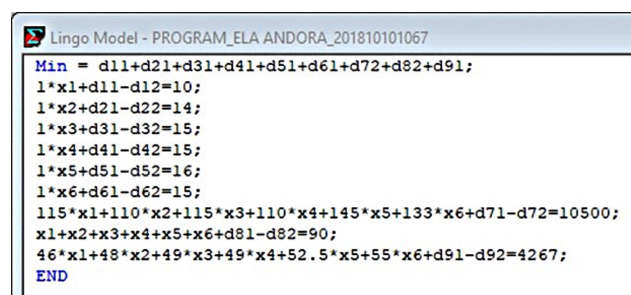 Lingo Model - PROGRAM_ELA ANDORA_201810101067
Min = d11+d21+d31+d41+d51+d61+d72+d82+d91;
1*x1+d11-d12=10;
1*x2+d21-d22=14;
1*x3+d31-d32=15;
1*x4+d41-d42=15;
1*x5+d51-d52=16;
1*x6+d61-d62=15;
115*x1+110*x2+115*x3+110*x4+145*x5+133*x6+d71-d72=10500;
x1+x2+x3+x4+x5+x6+d81-d82=90;
46*x1+48*x2+49*x3+49*x4+52.5*x5+55*x6+d91-d92=4267;
END